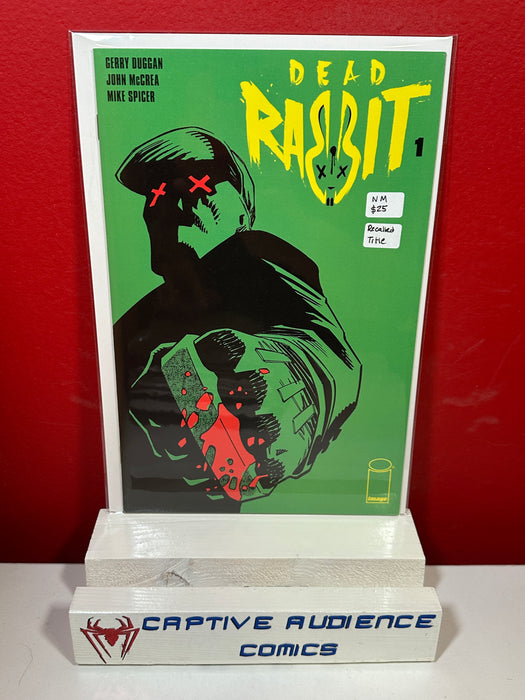 GERRY DUGGAN
JOHN McCREA
MIKE SPICER
DEAD
RABBIT
1
NM
$25
Recalled
Title
image
CAPTIVE AUDIENCE
COMICS